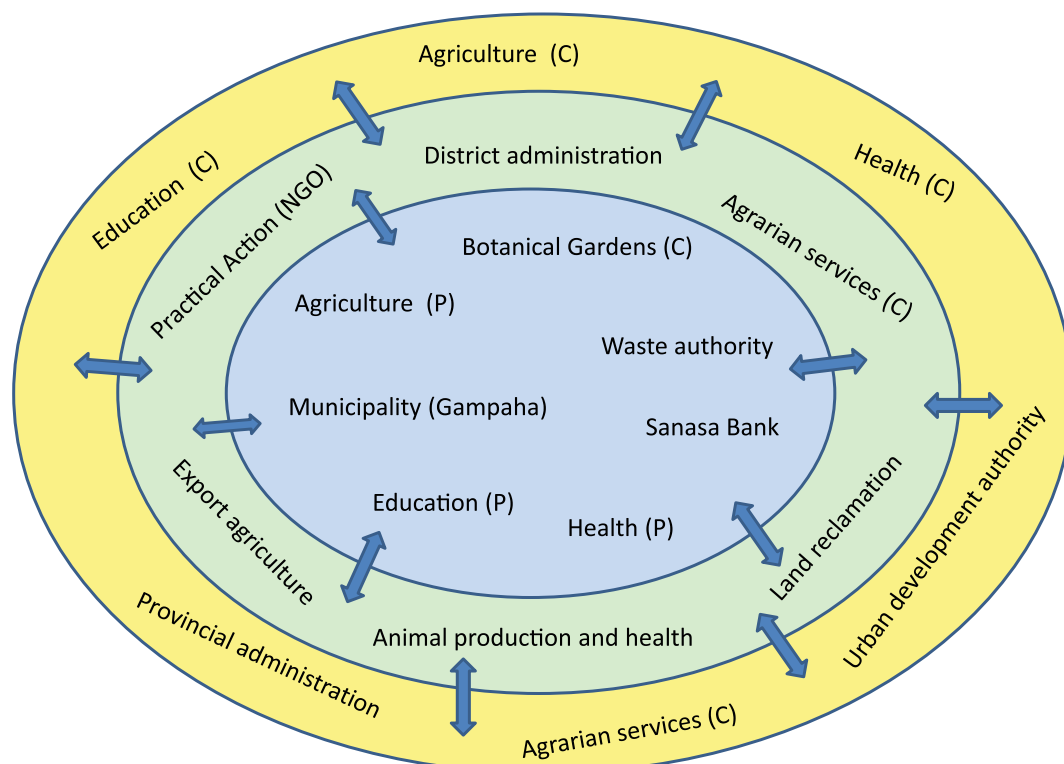 Agriculture  (C)
Education  (C)
Health (C)
District administration
Practical Action (NGO)
Agrarian services (C)
Botanical Gardens (C)
Agriculture  (P)
Waste authority
Municipality (Gampaha)
Sanasa Bank
Education (P)
Health (P)
Export agriculture
Land reclamation
Urban development authority
Animal production and health
Provincial administration
Agrarian services (C)